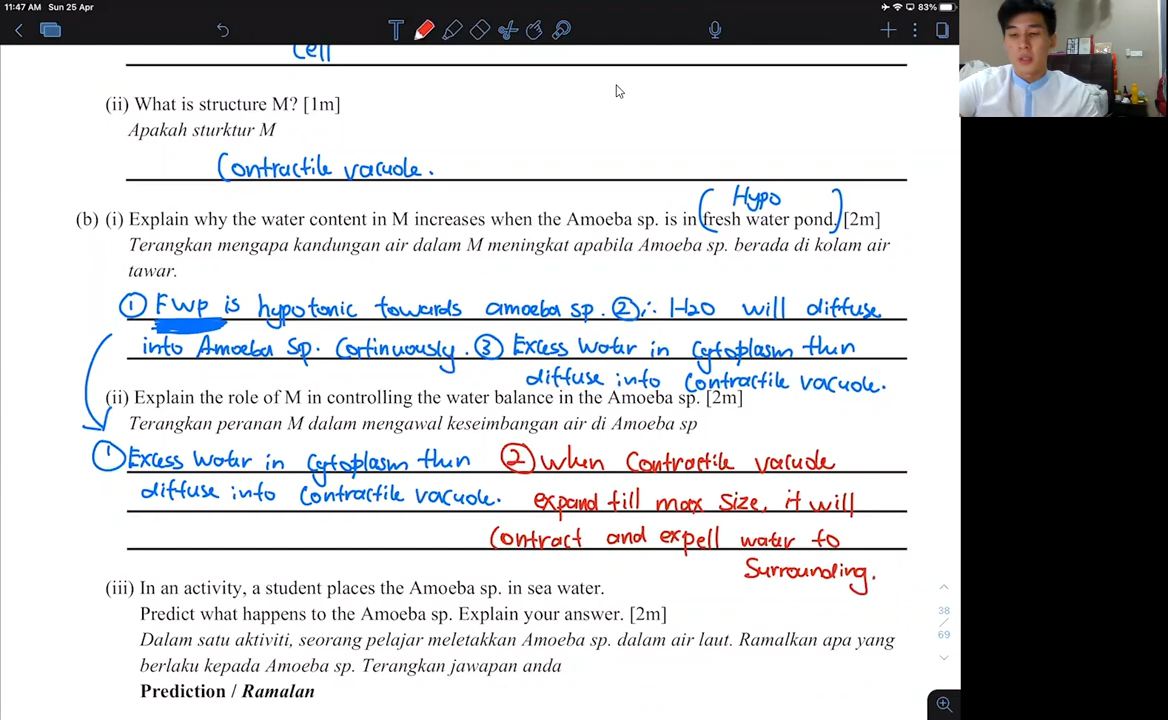 11:47 AM Sun 25 Apr
83%
Cell
(ii) What is structure M? [1m]
Apakah sturktur M
Contractile vacuole.
Hypo
(b) (i) Explain why the water content in M increases when the Amoeba sp. is in (fresh water pond.) [2m]
Terangkan mengapa kandungan air dalam M meningkat apabila Amoeba sp. berada di kolam air
tawar.
① FWP is hypotonic towards amoeba sp. ② ∴ H2O will diffuse
into Amoeba Sp. Continuously. ③ Excess Water in Cytoplasm then
diffuse into Contractile vacuole.
(ii) Explain the role of M in controlling the water balance in the Amoeba sp. [2m]
Terangkan peranan M dalam mengawal keseimbangan air di Amoeba sp
① Excess Water in Cytoplasm then
diffuse into Contractile vacuole.
② When Contractile vacuole
expand till max size, it will
Contract and expell water to
Surrounding.
(iii) In an activity, a student places the Amoeba sp. in sea water.
Predict what happens to the Amoeba sp. Explain your answer. [2m]
Dalam satu aktiviti, seorang pelajar meletakkan Amoeba sp. dalam air laut. Ramalkan apa yang
berlaku kepada Amoeba sp. Terangkan jawapan anda
Prediction / Ramalan
38
/
69